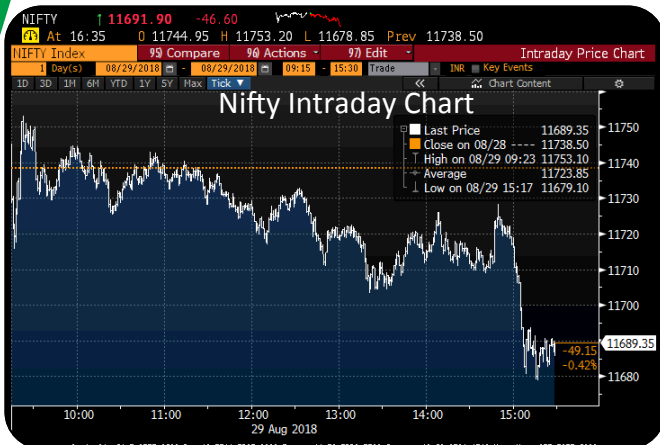 NIFTY ↑ 11691.90 -46.60
At 16:35 O 11744.95 H 11753.20 L 11678.85 Prev 11738.50
NIFTY Index 95) Compare 96) Actions 97) Edit Intraday Price Chart
1 Day(s) 08/29/2018 - 08/29/2018 09:15 - 15:30 Trade INR Key Events
1D 3D 1M 6M YTD 1Y 5Y Max Tick ▼ « Chart Content
Nifty Intraday Chart
Last Price 11689.35
Close on 08/28 ---- 11738.50
High on 08/29 09:23 11753.10
Average 11723.85
Low on 08/29 15:17 11679.10
11750
11740
11730
11720
11710
11700
11689.35
-49.15
-0.42%
11680
10:00 11:00 12:00 13:00 14:00 15:00
29 Aug 2018